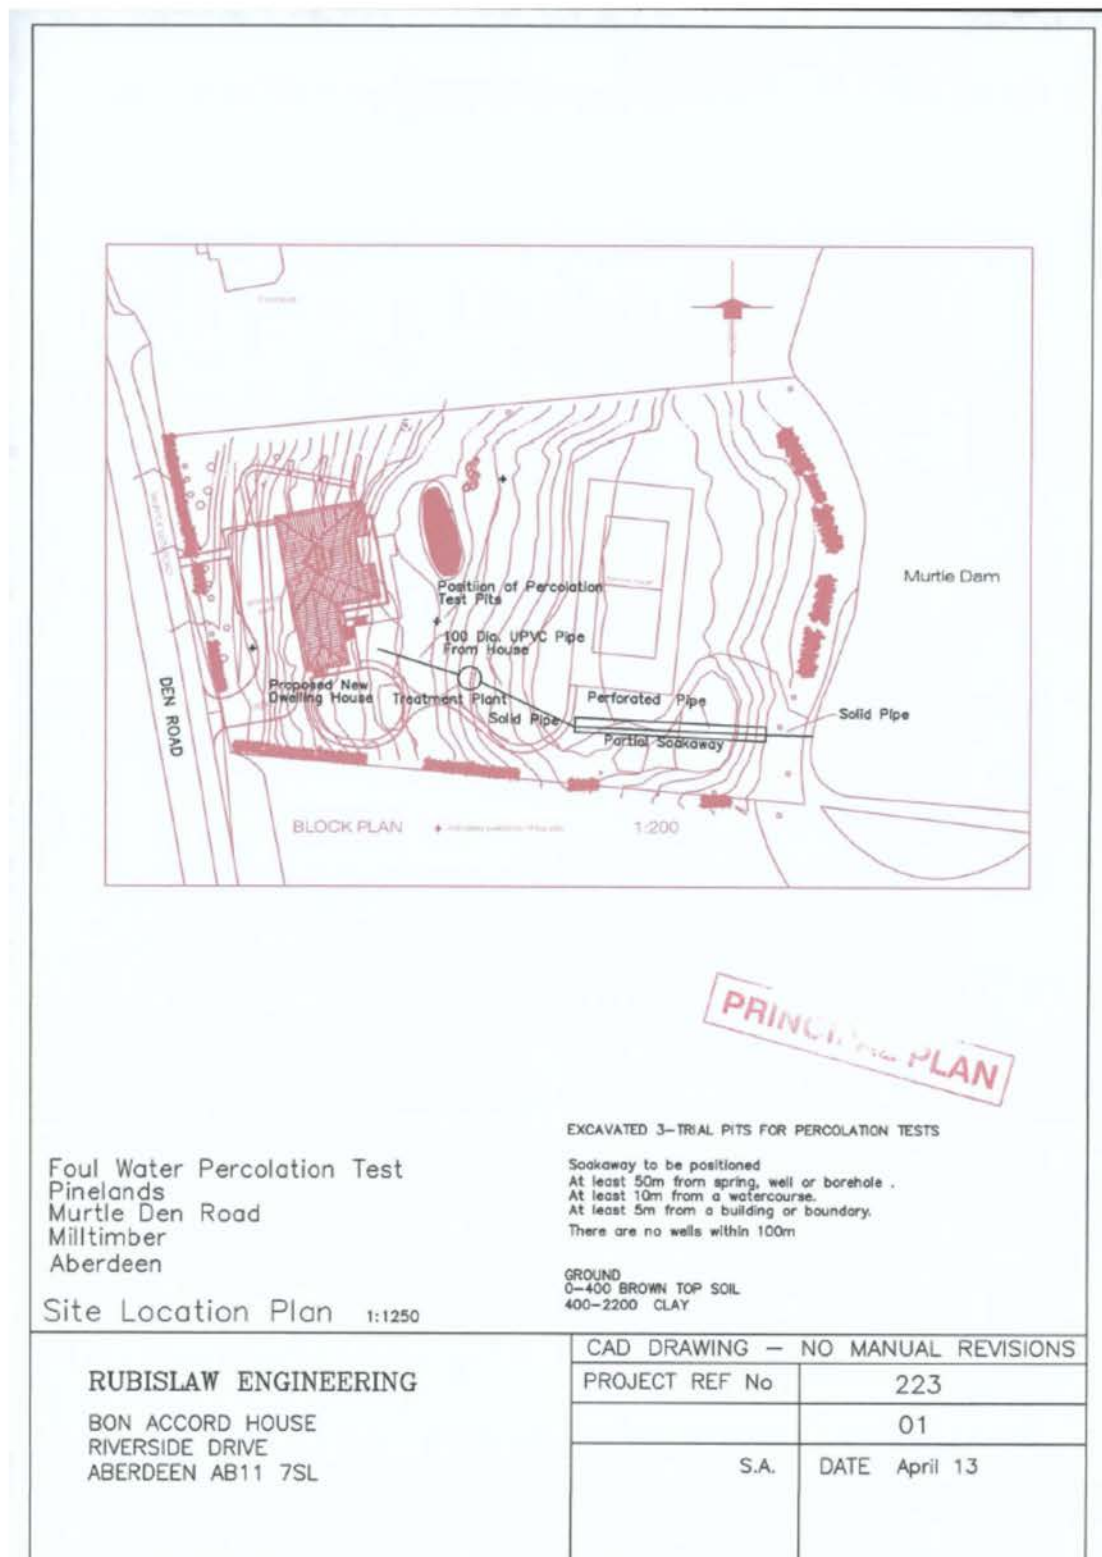 Murtle Dam
Positiion of Percolation
Test Pits
100 Dia. UPVC Pipe
From House
Proposed New
Dwelling House
Treatment Plant
Solid Pipe
Perforated Pipe
Partial Soakaway
Solid Pipe
DEN ROAD
BLOCK PLAN
1:200
PRINCIPAL PLAN
EXCAVATED 3-TRIAL PITS FOR PERCOLATION TESTS
Soakaway to be positioned
At least 50m from spring, well or borehole .
At least 10m from a watercourse.
At least 5m from a building or boundary.
There are no wells within 100m
GROUND
0-400 BROWN TOP SOIL
400-2200 CLAY
Foul Water Percolation Test
Pinelands
Murtle Den Road
Milltimber
Aberdeen
Site Location Plan 1:1250
RUBISLAW ENGINEERING
BON ACCORD HOUSE
RIVERSIDE DRIVE
ABERDEEN AB11 7SL
CAD DRAWING - NO MANUAL REVISIONS
PROJECT REF No 223
01
S.A. DATE April 13